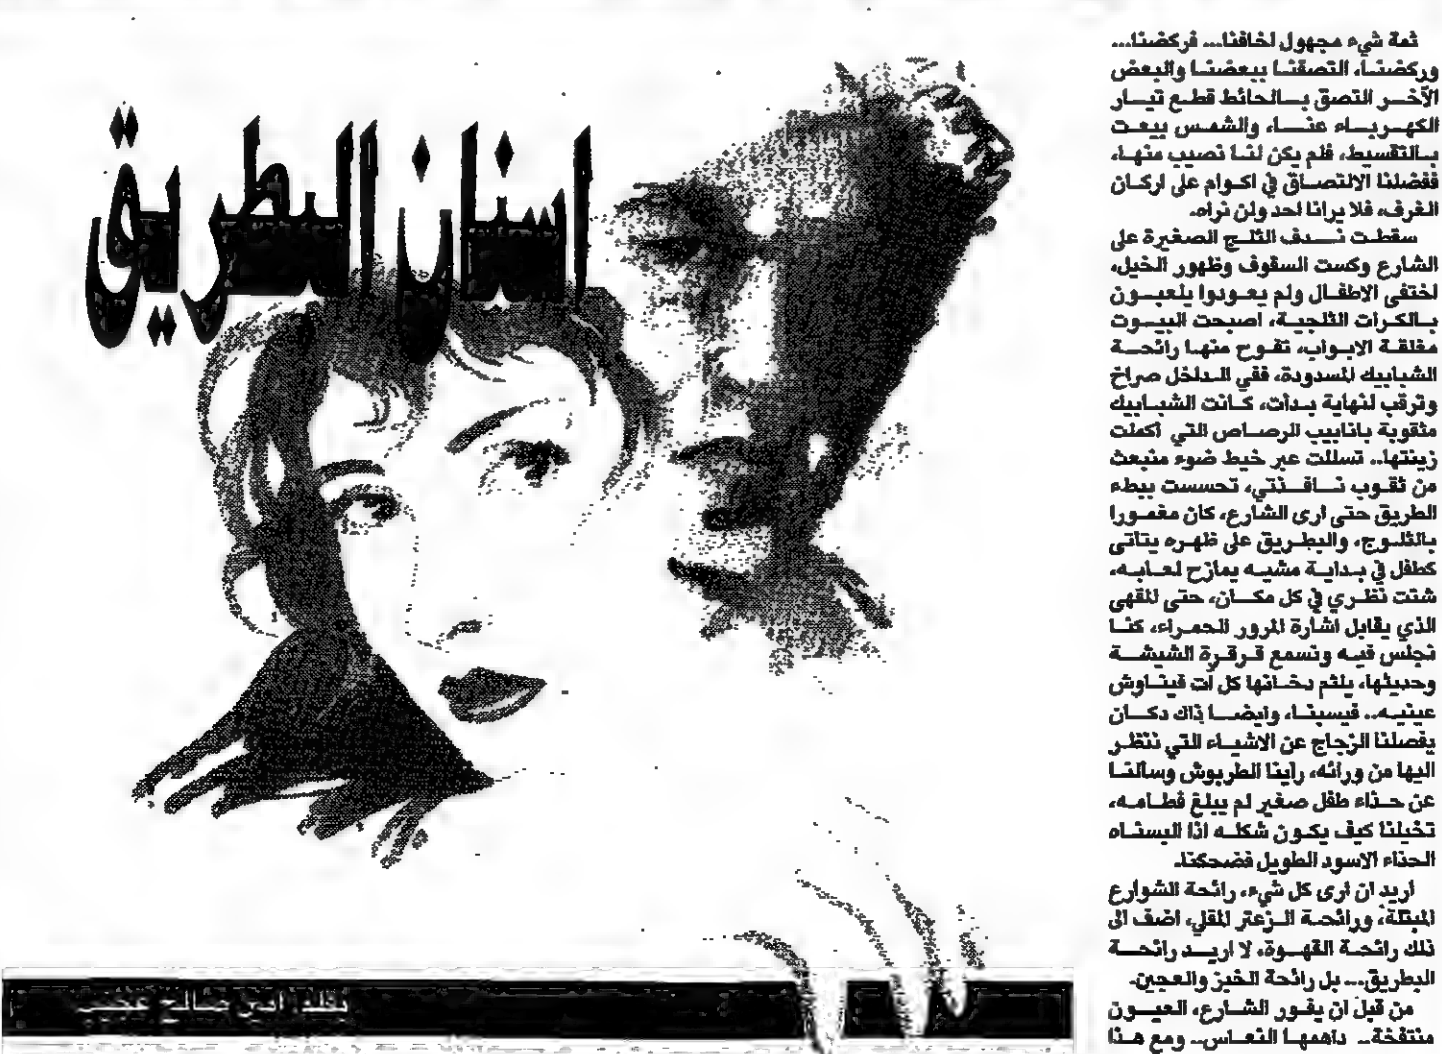 اسنان البطريق
بقلم: امين صالح
ثمة شيء مجهول اخافنا... فركضنا...
وركضنا، التصقنا ببعضنا والبعض
الآخر التصق بالحائط قطع تيار
الكهرباء عنا، والشمس بيعت
بالتقسيط، فلم يكن لنا نصيب منها،
ففضلنا الالتصاق في اكوام على اركان
الغرف، فلا يرانا احد ولن نراه.
سقطت ندف الثلج الصغيرة على
الشارع وكست السقوف وظهور الخيل،
اختفى الاطفال ولم يعودوا يلعبون
بالكرات الثلجية، اصبحت البيوت
مغلقة الابواب، تفوح منها رائحة
الشبابيك المسدودة، ففي الداخل صراخ
وترقب لنهاية بدأت، كانت الشبابيك
مثقوبة بانابيب الرصاص التي اكملت
زينتها.. تسللت عبر خيط ضوء منبعث
من ثقوب نافذتي، تحسست ببطء
الطريق حتى ارى الشارع، كان مغمورا
بالثلوج، والبطريق على ظهره يتأتى
كطفل في بداية مشيه يمازح لعابه،
شتت نظري في كل مكان، حتى المقهى
الذي يقابل اشارة المرور الحمراء، كنا
نجلس فيه ونسمع قرقرة الشيشة
وحديثها، يلثم دخانها كل آت فيناوش
عينيه.. فيسبنا، وايضا ذاك دكان
يفصلنا الزجاج عن الاشياء التي ننظر
اليها من ورائه، رأينا الطربوش وسألنا
عن حذاء طفل صغير لم يبلغ فطامه،
تخيلنا كيف يكون شكله اذا البسناه
الحذاء الاسود الطويل فضحكنا.
اريد ان ارى كل شيء، رائحة الشوارع
المبتلة، ورائحة الزعتر المقلي، اضف الى
ذلك رائحة القهوة، لا اريد رائحة
البطريق... بل رائحة الخبز والعجين.
من قبل ان يفور الشارع، العيون
منتفخة.. داهمها النعاس.. ومع هذا